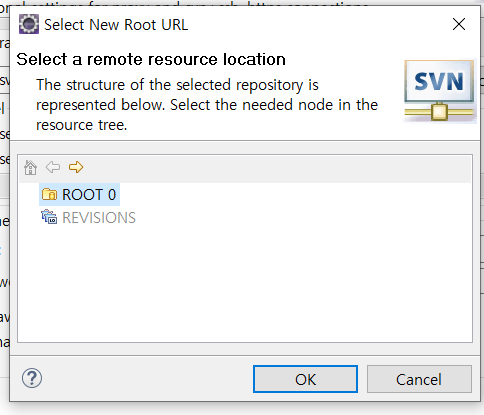 Select New Root URL
Select a remote resource location
The structure of the selected repository is
represented below. Select the needed node in the
resource tree.
SVN
ROOT 0
REVISIONS
?
OK
Cancel